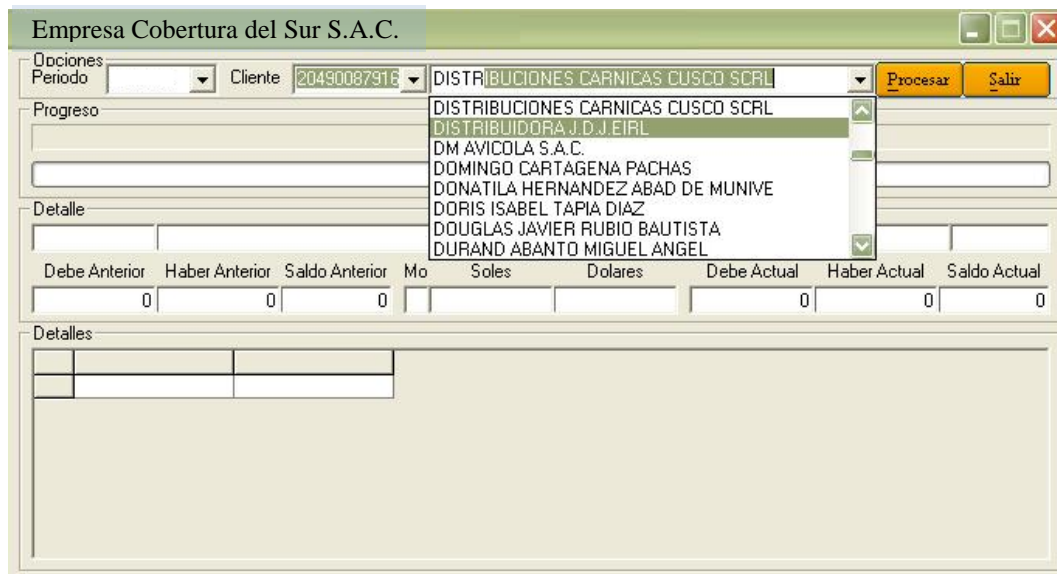 Empresa Cobertura del Sur S.A.C.
Opciones
Periodo Cliente 20490087916 DISTRIBUCIONES CARNICAS CUSCO SCRL Procesar Salir
DISTRIBUCIONES CARNICAS CUSCO SCRL
DISTRIBUIDORA J.D.J.EIRL
DM AVICOLA S.A.C.
DOMINGO CARTAGENA PACHAS
DONATILA HERNANDEZ ABAD DE MUNIVE
DORIS ISABEL TAPIA DIAZ
DOUGLAS JAVIER RUBIO BAUTISTA
DURAND ABANTO MIGUEL ANGEL
Progreso
Detalle
Debe Anterior Haber Anterior Saldo Anterior Mo Soles Dolares Debe Actual Haber Actual Saldo Actual
0 0 0 0 0 0
Detalles